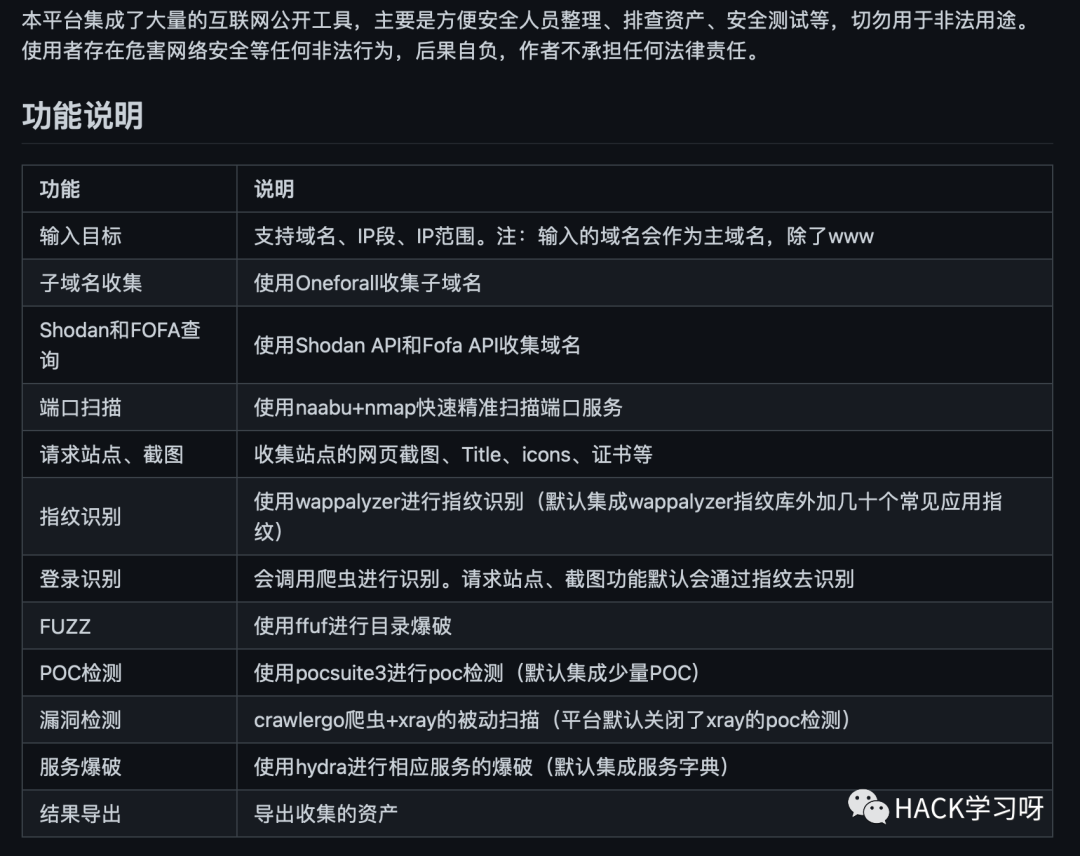 本平台集成了大量的互联网公开工具，主要是方便安全人员整理、排查资产、安全测试等，切勿用于非法用途。
使用者存在危害网络安全等任何非法行为，后果自负，作者不承担任何法律责任。
功能说明
功能 说明
输入目标 支持域名、IP段、IP范围。注：输入的域名会作为主域名，除了www
子域名收集 使用Oneforall收集子域名
Shodan和FOFA查
询
使用Shodan API和Fofa API收集域名
端口扫描 使用naabu+nmap快速精准扫描端口服务
请求站点、截图 收集站点的网页截图、Title、icons、证书等
指纹识别
使用wappalyzer进行指纹识别（默认集成wappalyzer指纹库外加几十个常见应用指
纹）
登录识别 会调用爬虫进行识别。请求站点、截图功能默认会通过指纹去识别
FUZZ 使用ffuf进行目录爆破
POC检测 使用pocsuite3进行poc检测（默认集成少量POC）
漏洞检测 crawlergo爬虫+xray的被动扫描（平台默认关闭了xray的poc检测）
服务爆破 使用hydra进行相应服务的爆破（默认集成服务字典）
结果导出 导出收集的资产
HACK学习呀